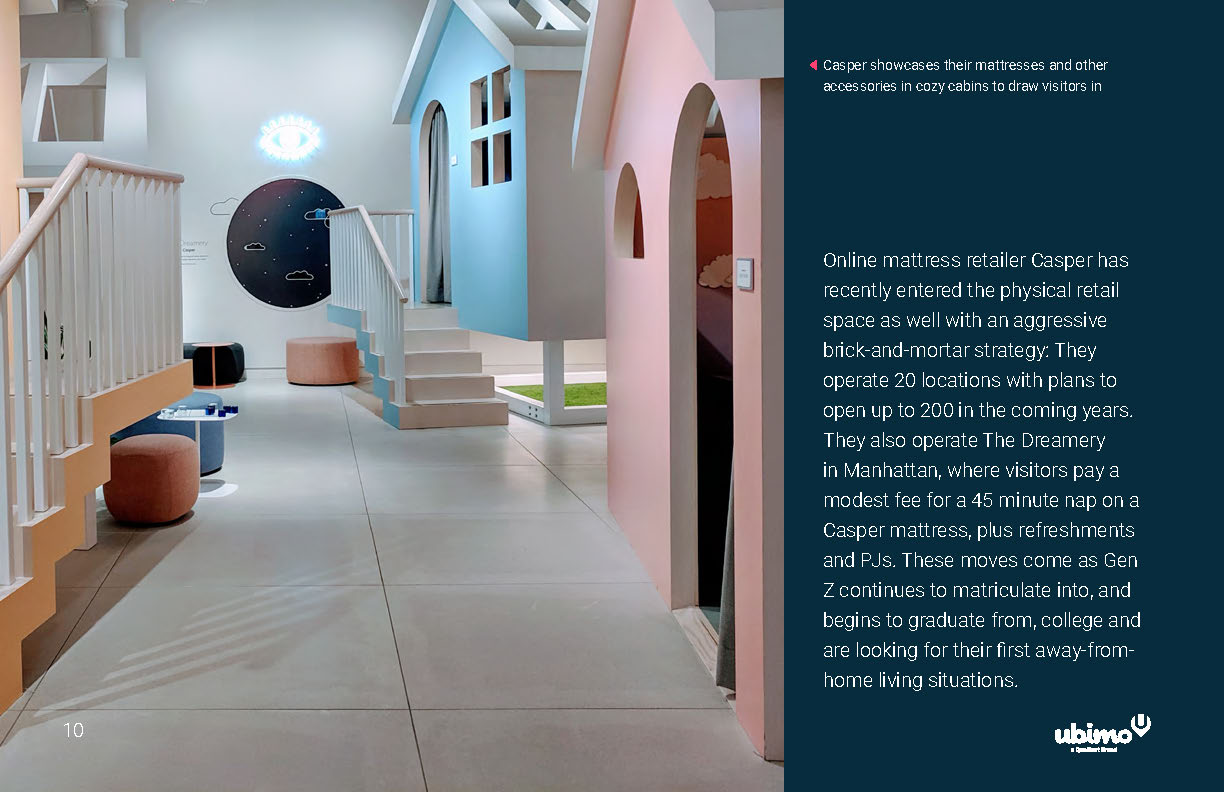 Casper showcases their mattresses and other
accessories in cozy cabins to draw visitors in
Online mattress retailer Casper has
recently entered the physical retail
space as well with an aggressive
brick-and-mortar strategy: They
operate 20 locations with plans to
open up to 200 in the coming years.
They also operate The Dreamery
in Manhattan, where visitors pay a
modest fee for a 45 minute nap on a
Casper mattress, plus refreshments
and PJs. These moves come as Gen
Z continues to matriculate into, and
begins to graduate from, college and
are looking for their first away-from-
home living situations.
Dreamery
Casper
10
ubimo
a Quotient Brand